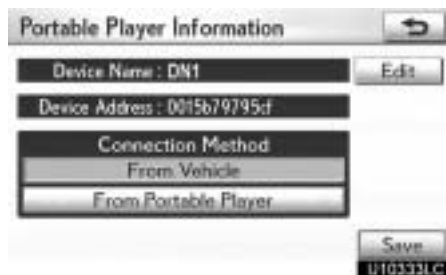 Portable Player Information
Device Name : DN1
Edit
Device Address : 0015b79795cf
Connection Method
From Vehicle
From Portable Player
Save
U10333LC